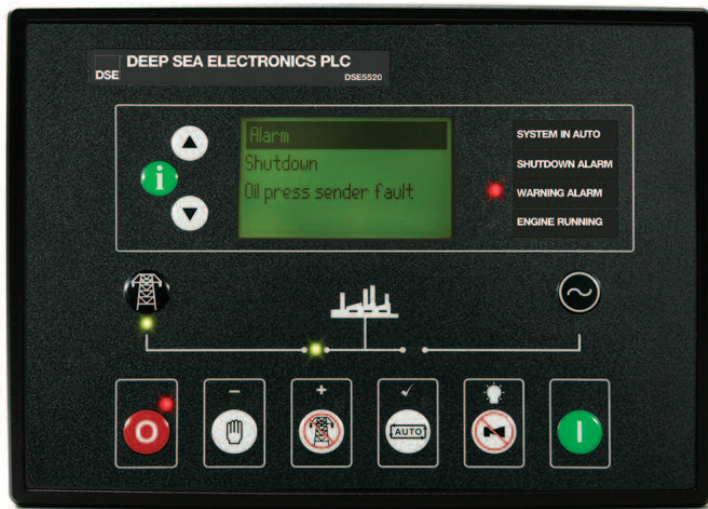 DSE DEEP SEA ELECTRONICS PLC
DSE5520
Alarm
Shutdown
Oil press sender fault
i
SYSTEM IN AUTO
SHUTDOWN ALARM
WARNING ALARM
ENGINE RUNNING
O
AUTO
I